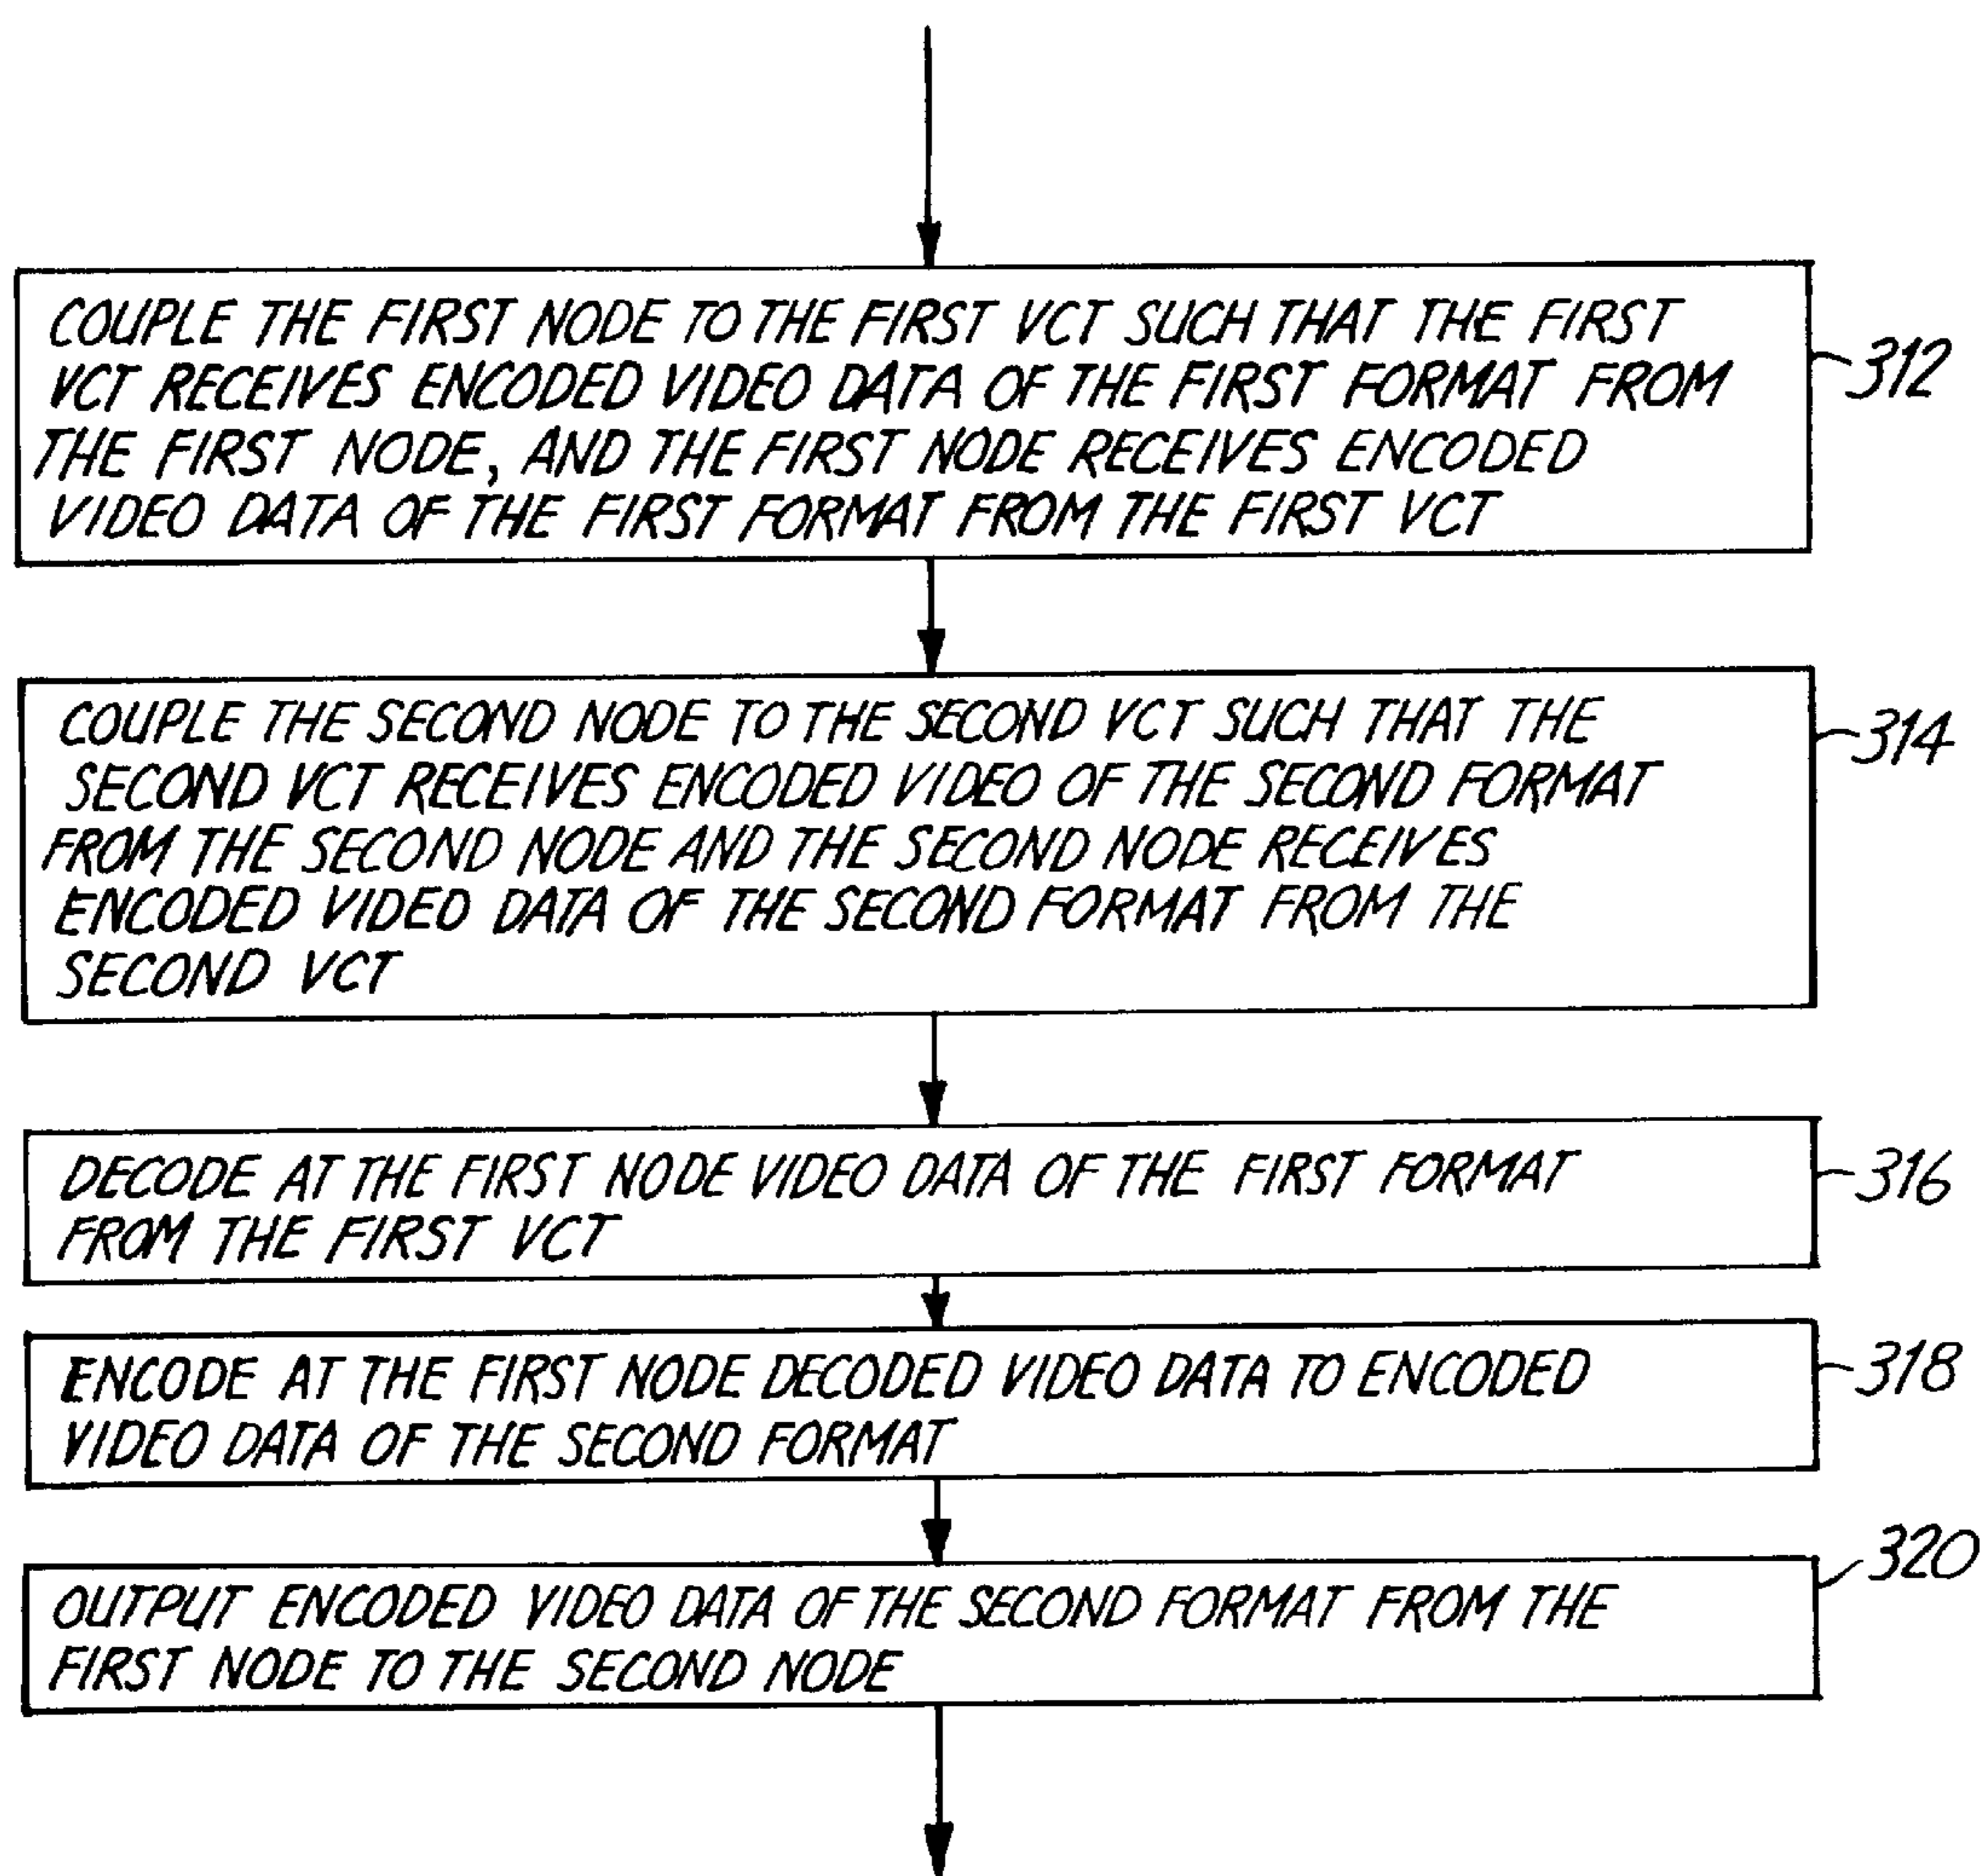 COUPLE THE FIRST NODE TO THE FIRST VCT SUCH THAT THE FIRST
VCT RECEIVES ENCODED VIDEO DATA OF THE FIRST FORMAT FROM
THE FIRST NODE, AND THE FIRST NODE RECEIVES ENCODED
VIDEO DATA OF THE FIRST FORMAT FROM THE FIRST VCT
312
COUPLE THE SECOND NODE TO THE SECOND VCT SUCH THAT THE
SECOND VCT RECEIVES ENCODED VIDEO OF THE SECOND FORMAT
FROM THE SECOND NODE AND THE SECOND NODE RECEIVES
ENCODED VIDEO DATA OF THE SECOND FORMAT FROM THE
SECOND VCT
314
DECODE AT THE FIRST NODE VIDEO DATA OF THE FIRST FORMAT
FROM THE FIRST VCT
316
ENCODE AT THE FIRST NODE DECODED VIDEO DATA TO ENCODED
VIDEO DATA OF THE SECOND FORMAT
318
OUTPUT ENCODED VIDEO DATA OF THE SECOND FORMAT FROM THE
FIRST NODE TO THE SECOND NODE
320